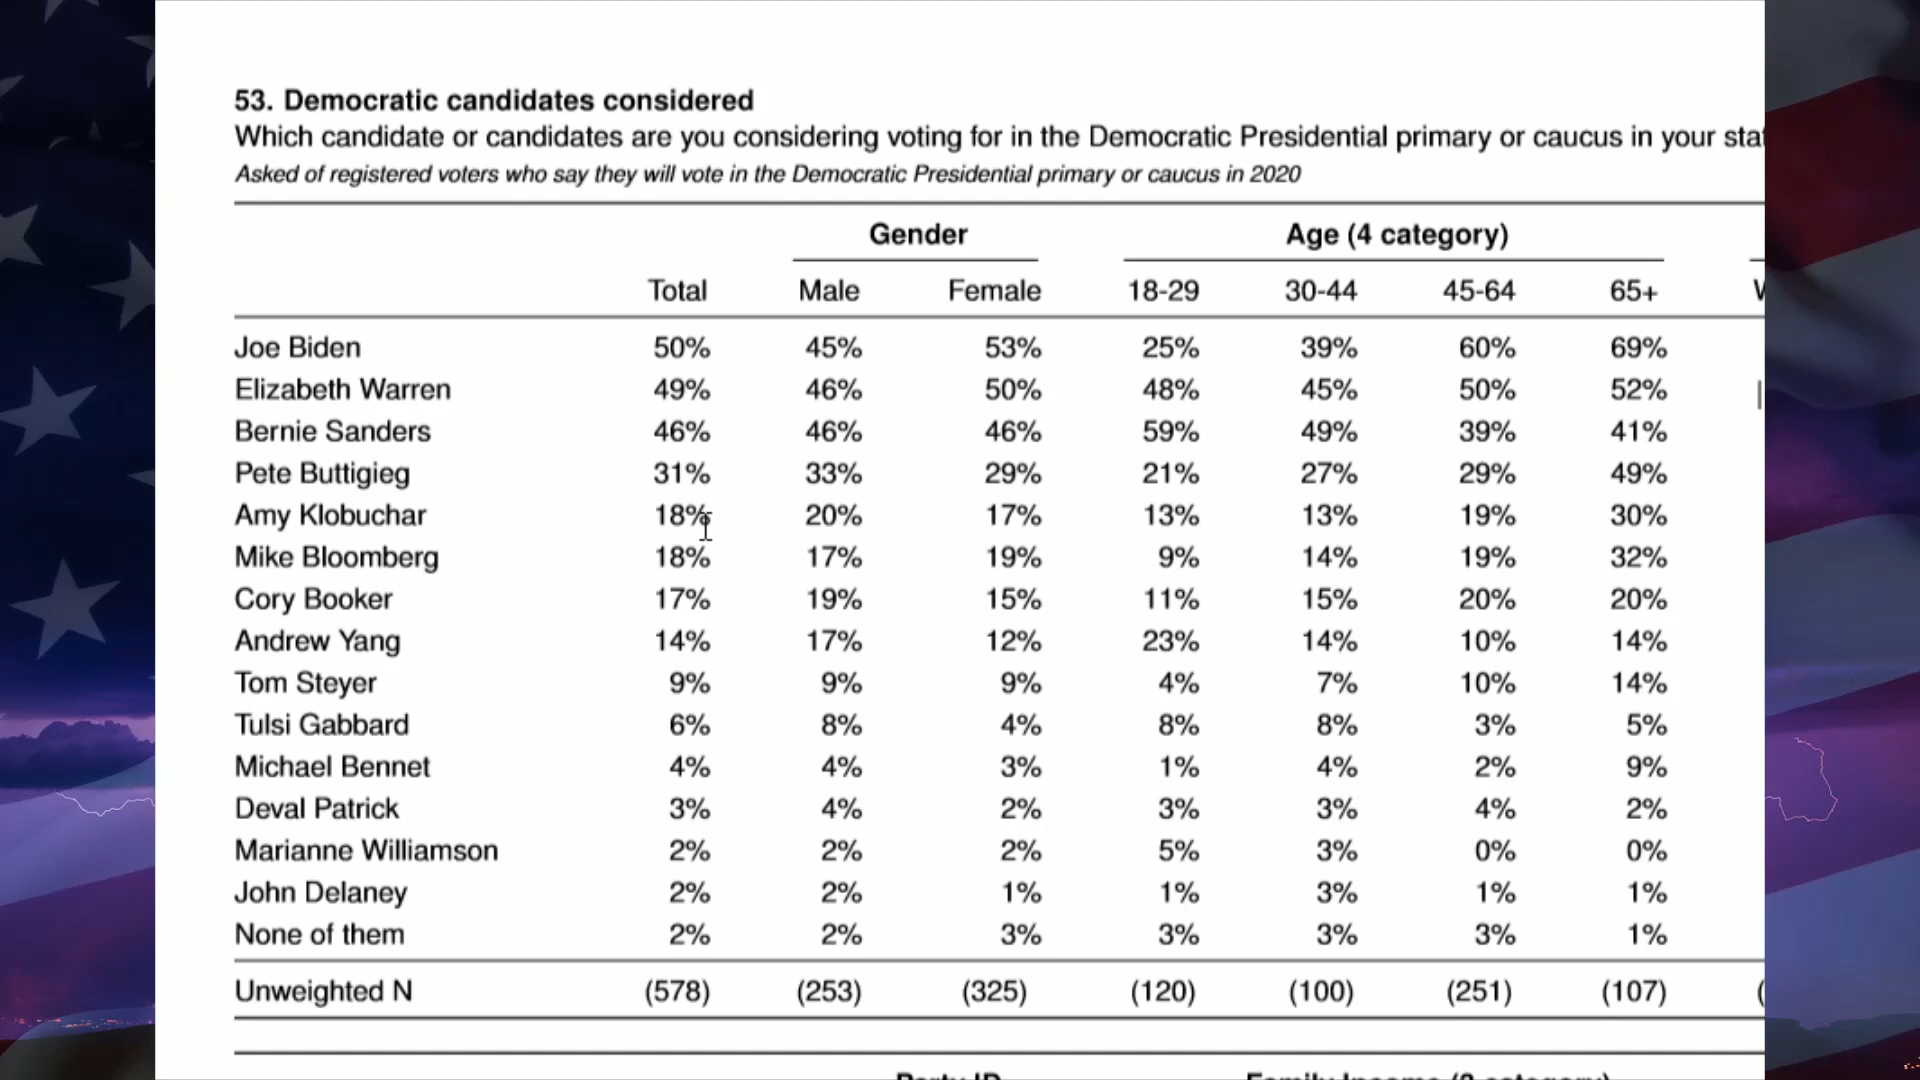 53. Democratic candidates considered
Which candidate or candidates are you considering voting for in the Democratic Presidential primary or caucus in your
Asked of registered voters who say they will vote in the Democratic Presidential primary or caucus in 2020
Gender Age (4 category)
Total Male Female 18-29 30-44 45-64 65+
Joe Biden 50% 45% 53% 25% 39% 60% 69%
Elizabeth Warren 49% 46% 50% 48% 45% 50% 52%
Bernie Sanders 46% 46% 46% 59% 49% 39% 41%
Pete Buttigieg 31% 33% 29% 21% 27% 29% 49%
Amy Klobuchar 18% 20% 17% 13% 13% 19% 30%
Mike Bloomberg 18% 17% 19% 9% 14% 19% 32%
Cory Booker 17% 19% 15% 11% 15% 20% 20%
Andrew Yang 14% 17% 12% 23% 14% 10% 14%
Tom Steyer 9% 9% 9% 4% 7% 10% 14%
Tulsi Gabbard 6% 8% 4% 8% 8% 3% 5%
Michael Bennet 4% 4% 3% 1% 4% 2% 9%
Deval Patrick 3% 4% 2% 3% 3% 4% 2%
Marianne Williamson 2% 2% 2% 5% 3% 0% 0%
John Delaney 2% 2% 1% 1% 3% 1% 1%
None of them 2% 2% 3% 3% 3% 3% 1%
Unweighted N (578) (253) (325) (120) (100) (251) (107)
Party ID Family Income (3 category)